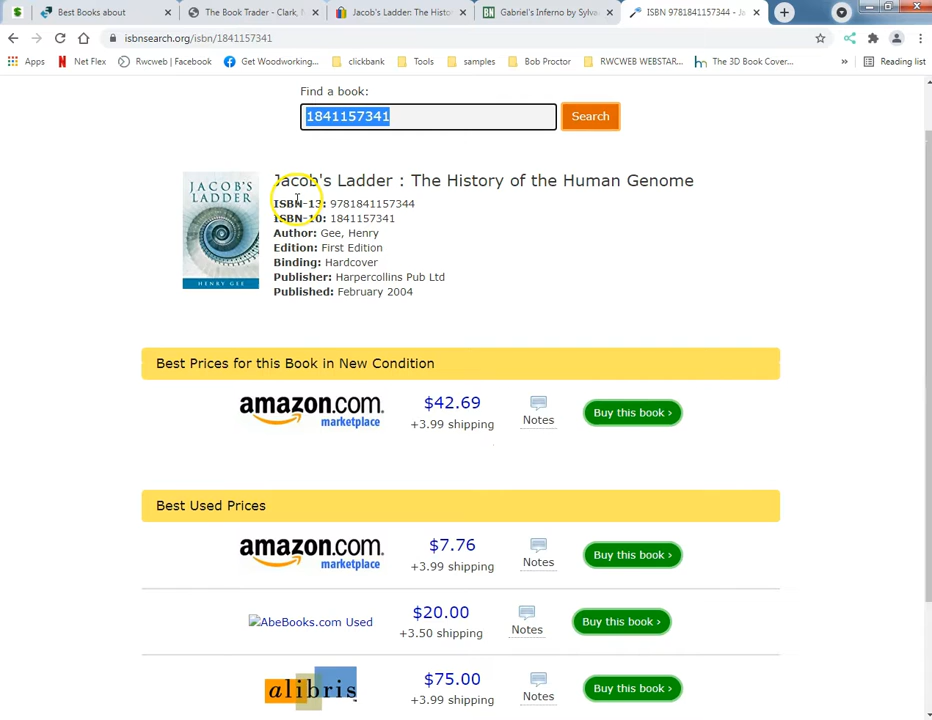 Best Books about
The Book Trader - Clark, N
Jacob's Ladder: The Histo
Gabriel's Inferno by Sylva
ISBN 9781841157344 - Ja
isbnsearch.org/isbn/1841157341
Apps
Net Flex
Rwcweb | Facebook
Get Woodworking...
clickbank
Tools
samples
Bob Proctor
RWCWEB WEBSTAR...
The 3D Book Cover...
»
Reading list
Find a book:
1841157341
Search
JACOB'S
LADDER
HENRY GEE
Jacob's Ladder : The History of the Human Genome
ISBN-13: 9781841157344
ISBN-10: 1841157341
Author: Gee, Henry
Edition: First Edition
Binding: Hardcover
Publisher: Harpercollins Pub Ltd
Published: February 2004
Best Prices for this Book in New Condition
amazon.com
marketplace
$42.69
+3.99 shipping
Notes
Buy this book ›
Best Used Prices
amazon.com
marketplace
$7.76
+3.99 shipping
Notes
Buy this book ›
AbeBooks.com Used
$20.00
+3.50 shipping
Notes
Buy this book ›
alibris
$75.00
+3.99 shipping
Notes
Buy this book ›